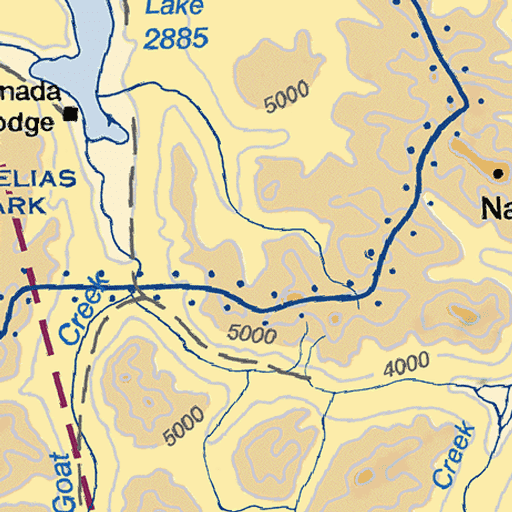 Lake
2885
5000
nada
odge
ELIAS
ARK
Na
Creek
5000
4000
5000
Goat
Creek